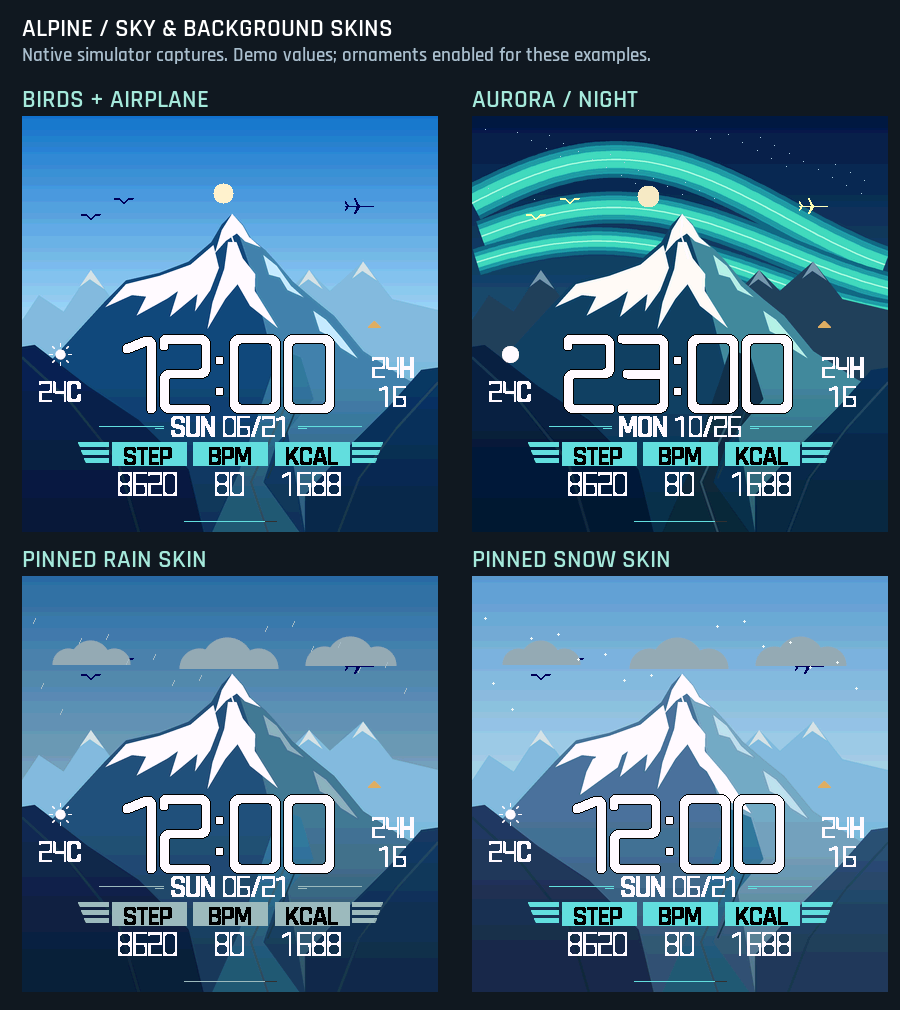 ALPINE / SKY & BACKGROUND SKINS
Native simulator captures. Demo values; ornaments enabled for these examples.
BIRDS + AIRPLANE
12:00
24C
24H
16
SUN 06/21
STEP BPM KCAL
8620 80 1688
AURORA / NIGHT
23:00
24C
24H
16
MON 10/26
STEP BPM KCAL
8620 80 1688
PINNED RAIN SKIN
12:00
24C
24H
16
SUN 06/21
STEP BPM KCAL
8620 80 1688
PINNED SNOW SKIN
12:00
24C
24H
16
SUN 06/21
STEP BPM KCAL
8620 80 1688